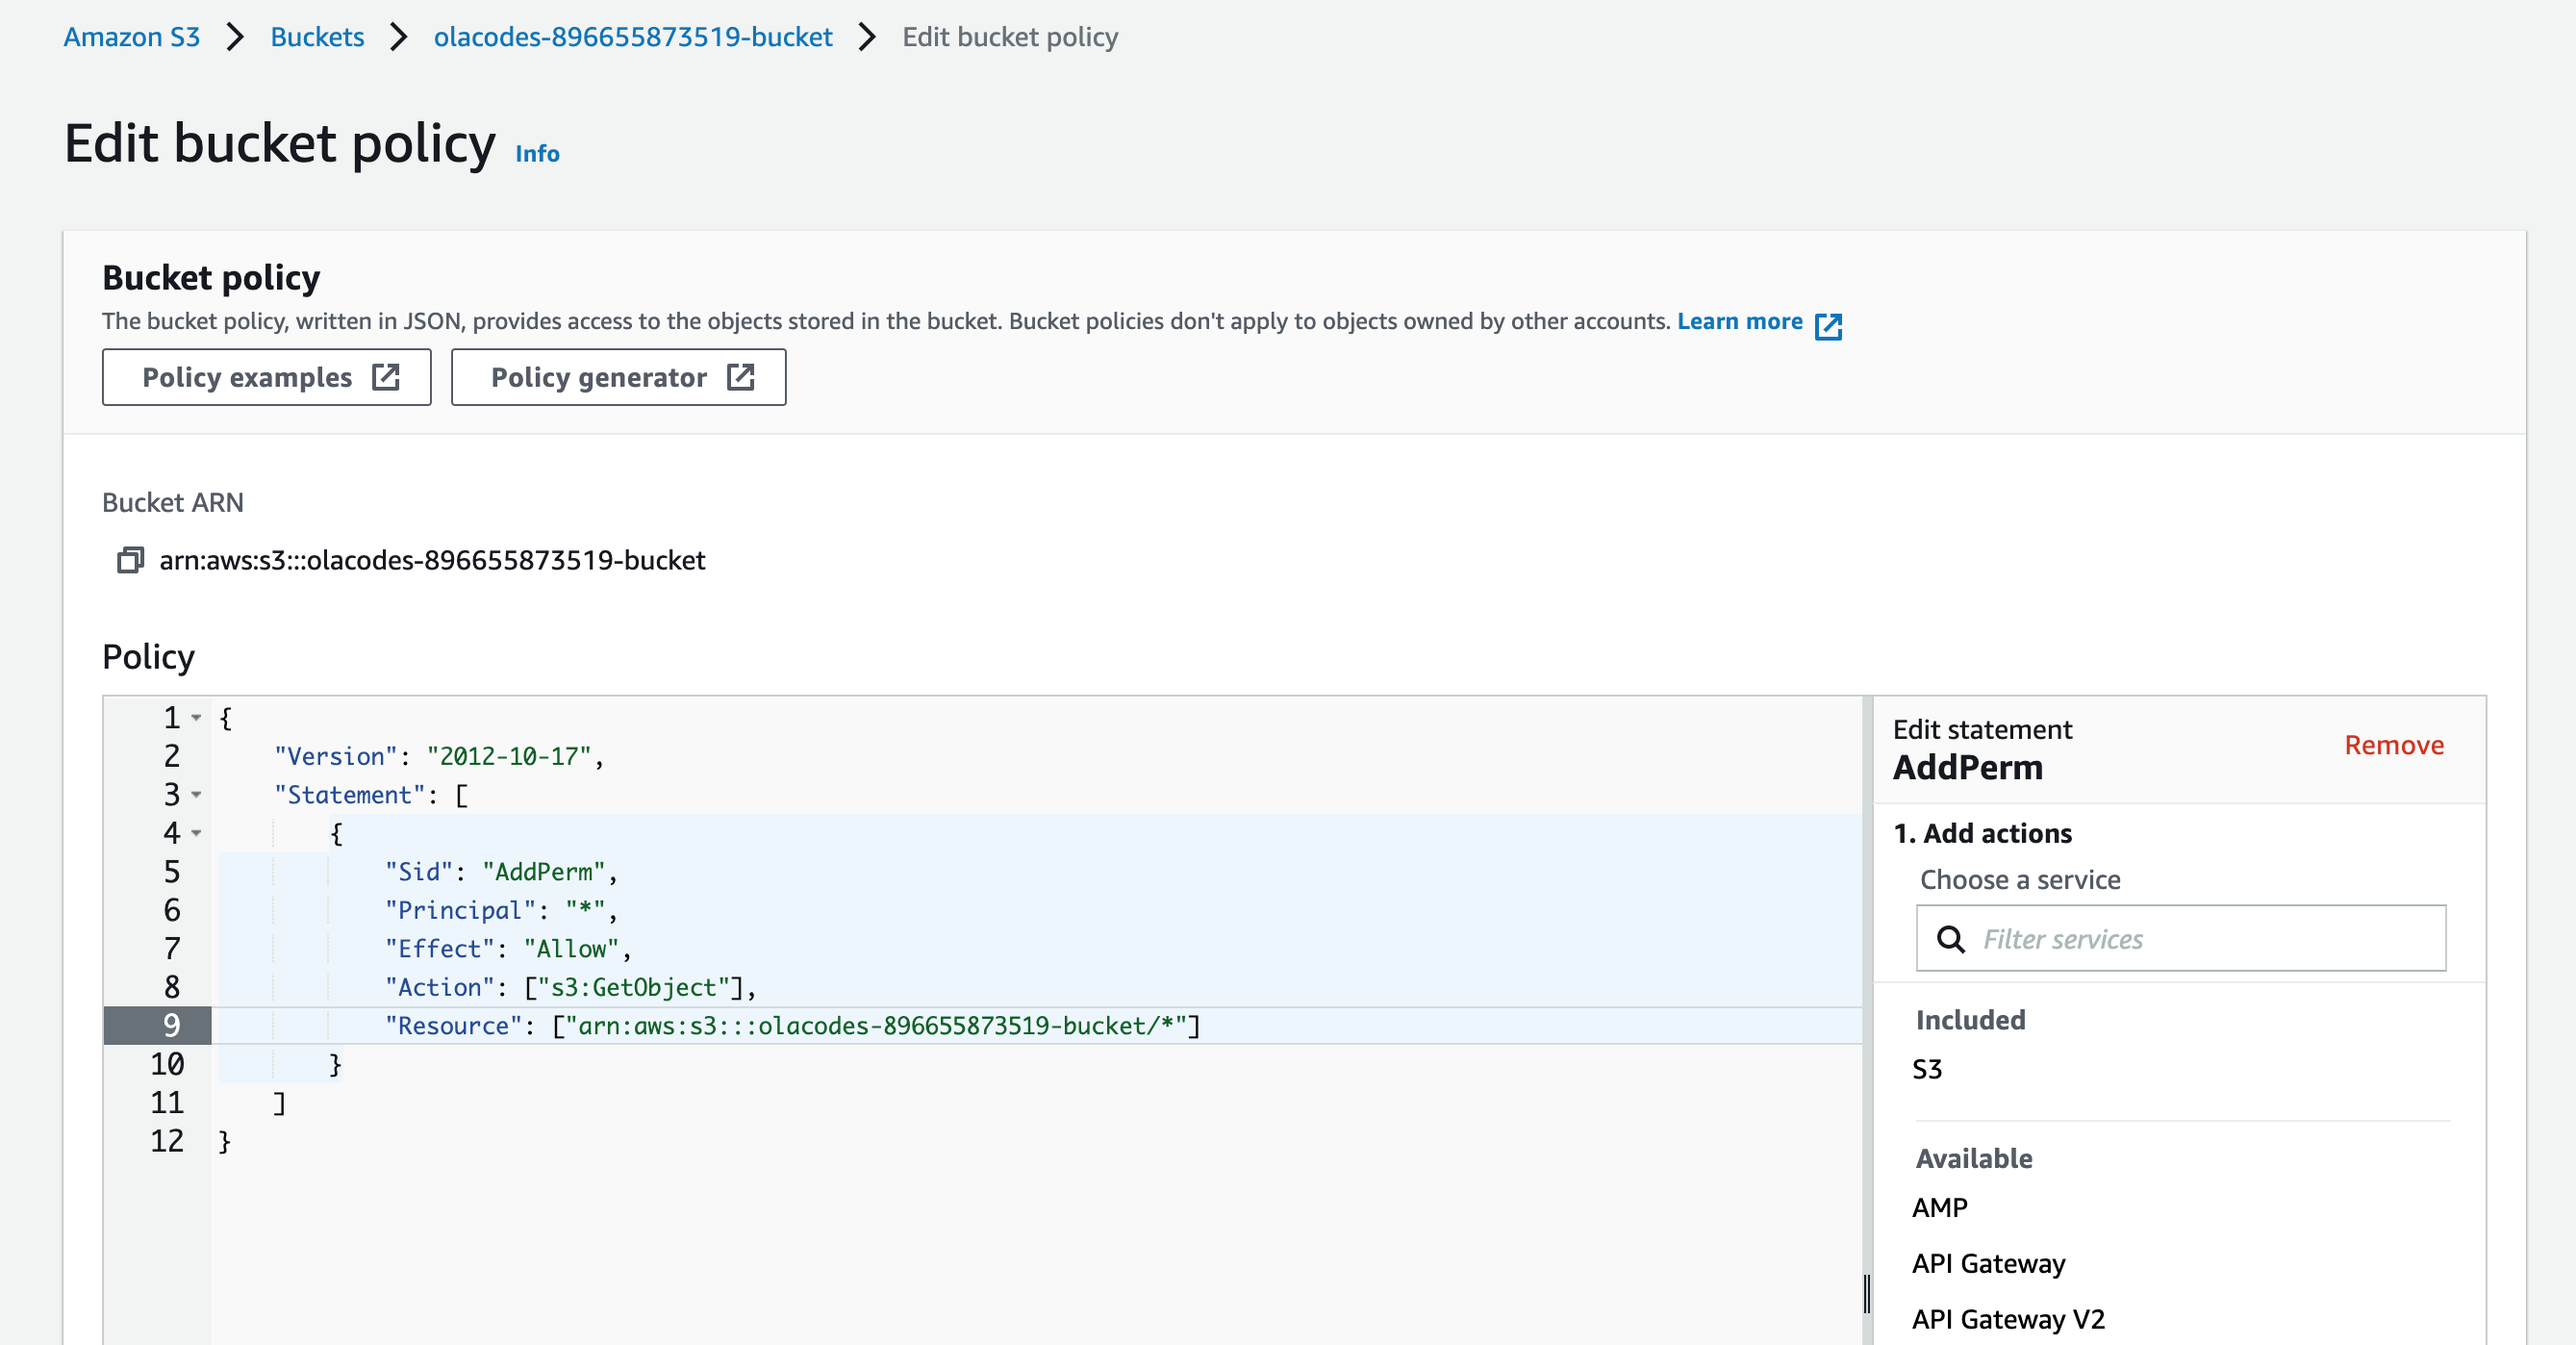 Amazon S3 > Buckets > olacodes-896655873519-bucket > Edit bucket policy
Edit bucket policy Info
Bucket policy
The bucket policy, written in JSON, provides access to the objects stored in the bucket. Bucket policies don't apply to objects owned by other accounts. Learn more
Policy examples Policy generator
Bucket ARN
arn:aws:s3:::olacodes-896655873519-bucket
Policy
1 {
2 "Version": "2012-10-17",
3 "Statement": [
4 {
5 "Sid": "AddPerm",
6 "Principal": "*",
7 "Effect": "Allow",
8 "Action": ["s3:GetObject"],
9 "Resource": ["arn:aws:s3:::olacodes-896655873519-bucket/*"]
10 }
11 ]
12 }
Edit statement
AddPerm
Remove
1. Add actions
Choose a service
Filter services
Included
S3
Available
AMP
API Gateway
API Gateway V2